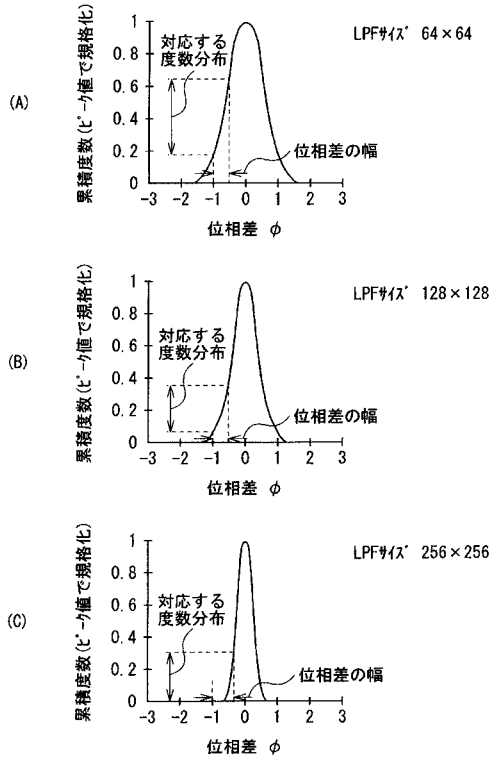 (A)
LPFｻｲｽﾞ 64×64
累積度数(ﾋﾟｰｸ値で規格化)
1
0.8
0.6
0.4
0.2
0
対応する
度数分布
位相差の幅
-3 -2 -1 0 1 2 3
位相差 φ
(B)
LPFｻｲｽﾞ 128×128
累積度数(ﾋﾟｰｸ値で規格化)
1
0.8
0.6
0.4
0.2
0
対応する
度数分布
位相差の幅
-3 -2 -1 0 1 2 3
位相差 φ
(C)
LPFｻｲｽﾞ 256×256
累積度数(ﾋﾟｰｸ値で規格化)
1
0.8
0.6
0.4
0.2
0
対応する
度数分布
位相差の幅
-3 -2 -1 0 1 2 3
位相差 φ